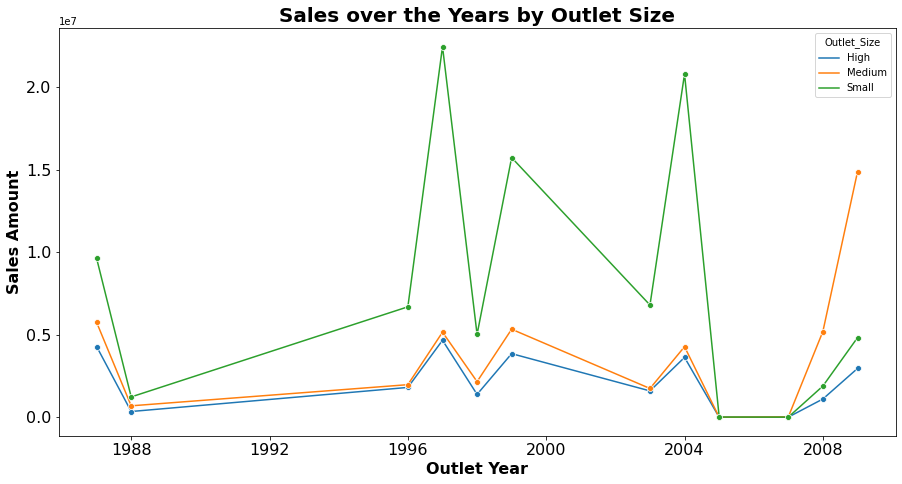 Sales over the Years by Outlet Size
1e7
Outlet_Size
High
Medium
Small
2.0
1.5
1.0
0.5
0.0
Sales Amount
1988 1992 1996 2000 2004 2008
Outlet Year